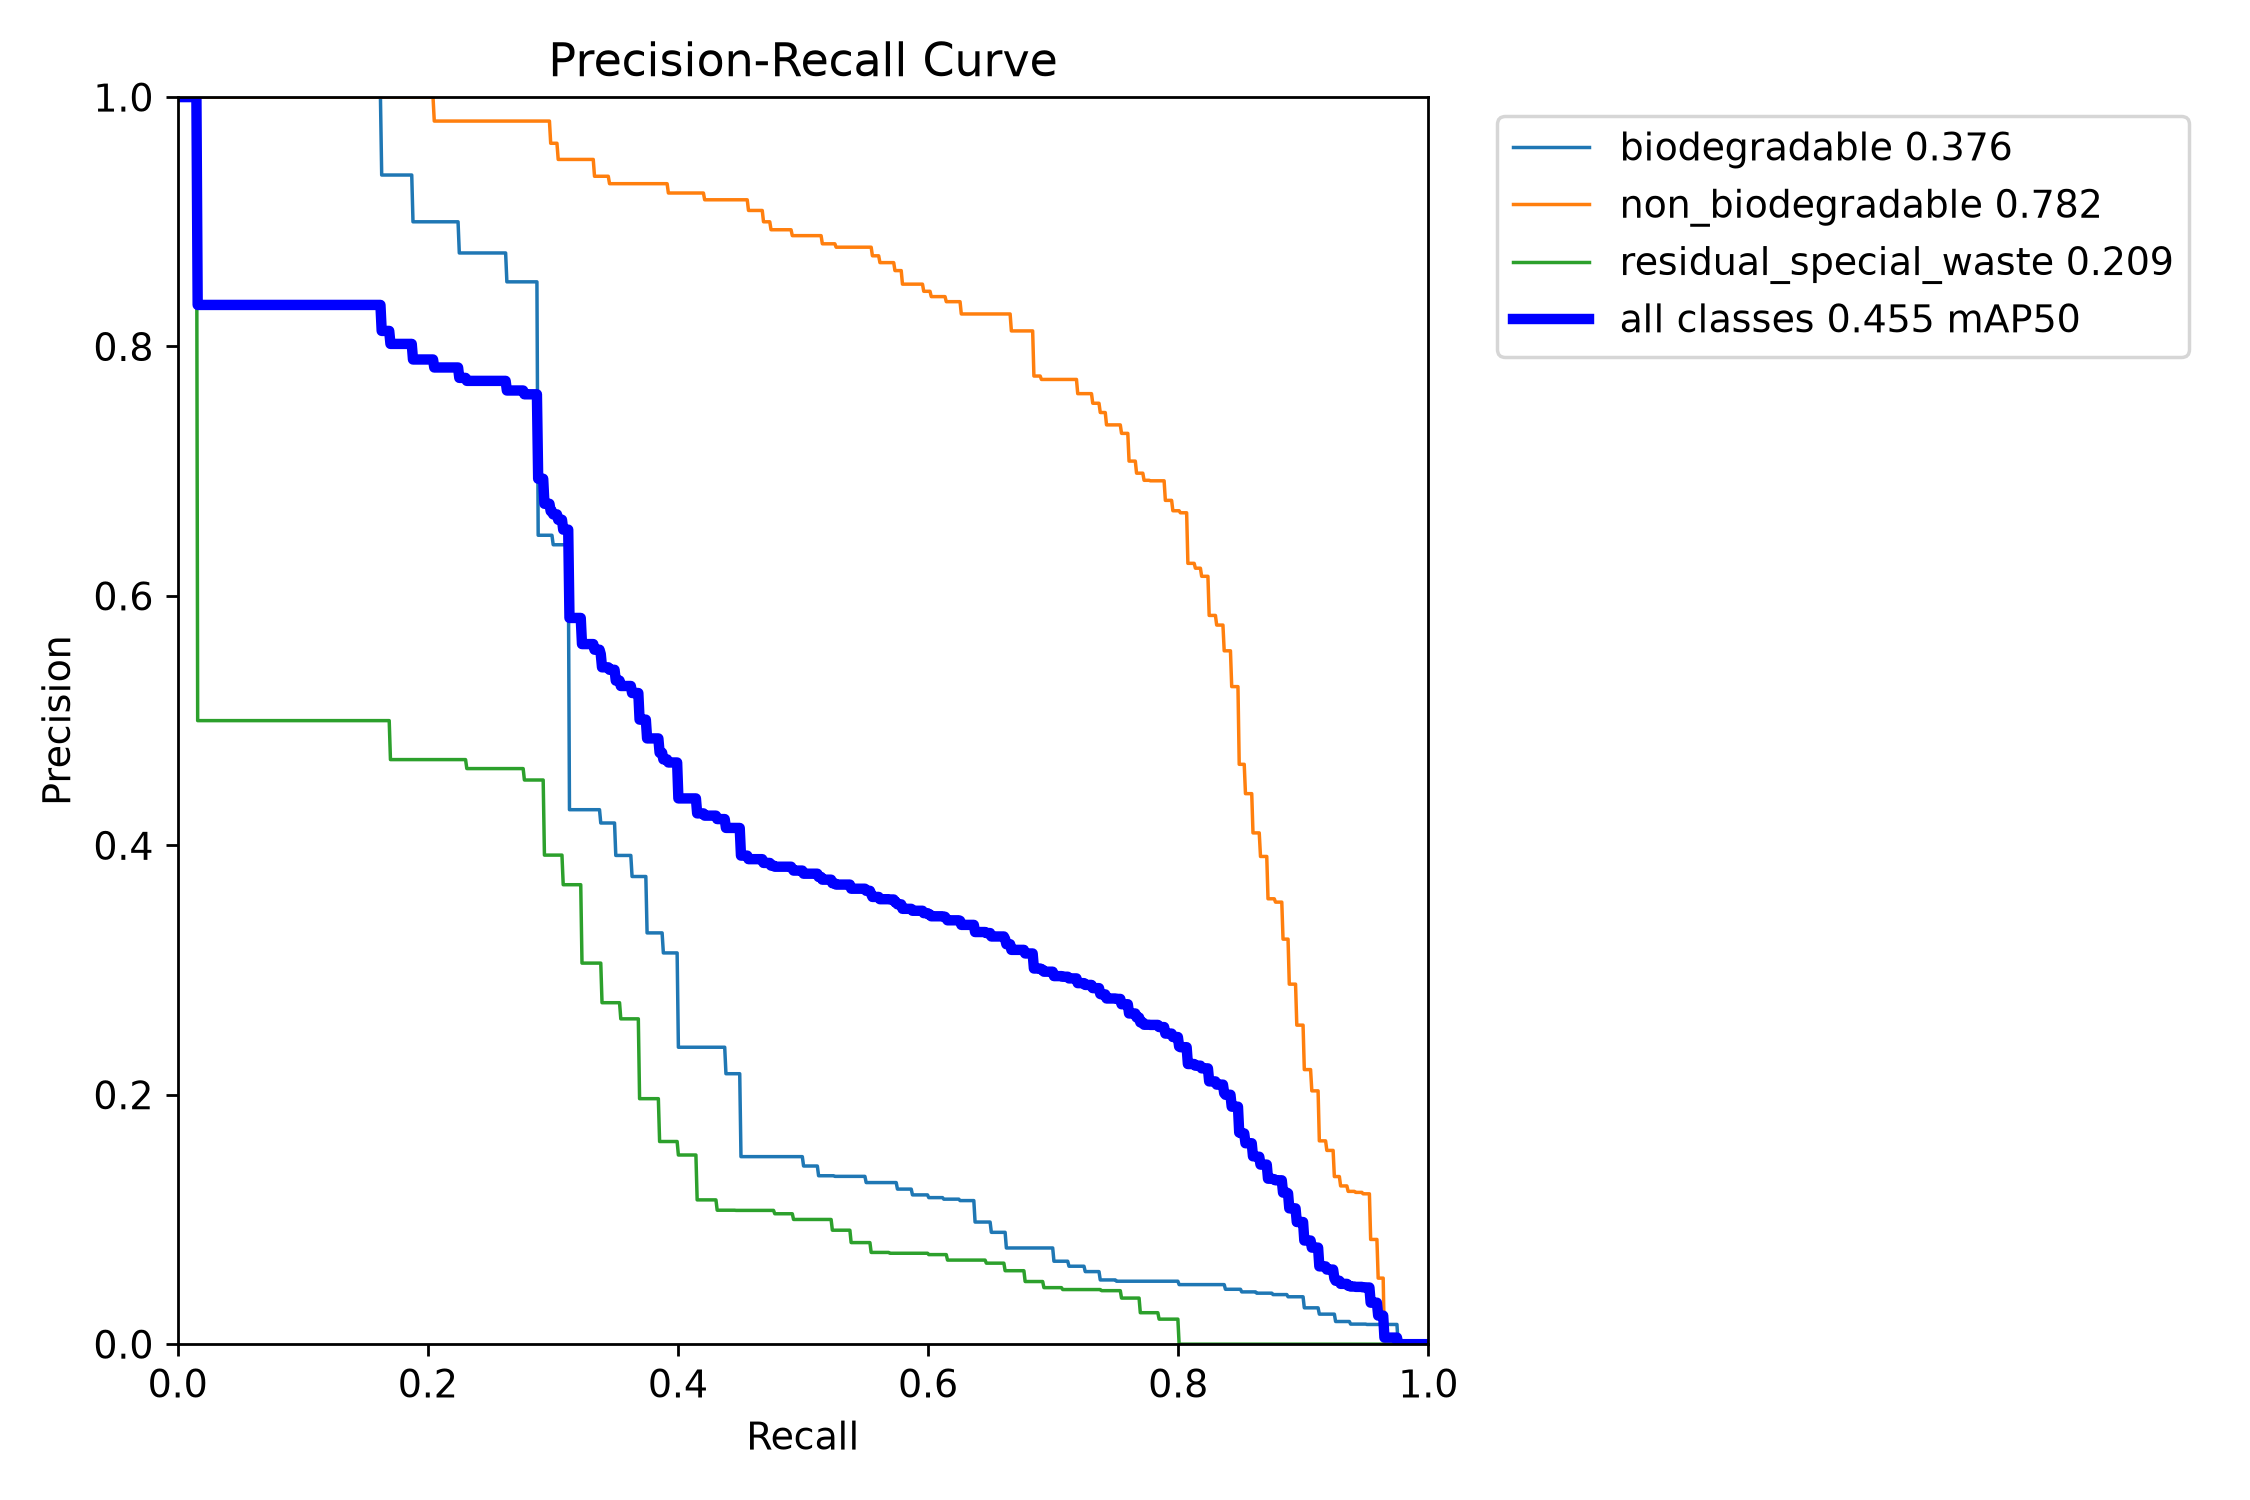 Precision-Recall Curve
1.0
0.8
0.6
0.4
0.2
0.0
Precision
0.0 0.2 0.4 0.6 0.8 1.0
Recall
biodegradable 0.376
non_biodegradable 0.782
residual_special_waste 0.209
all classes 0.455 mAP50